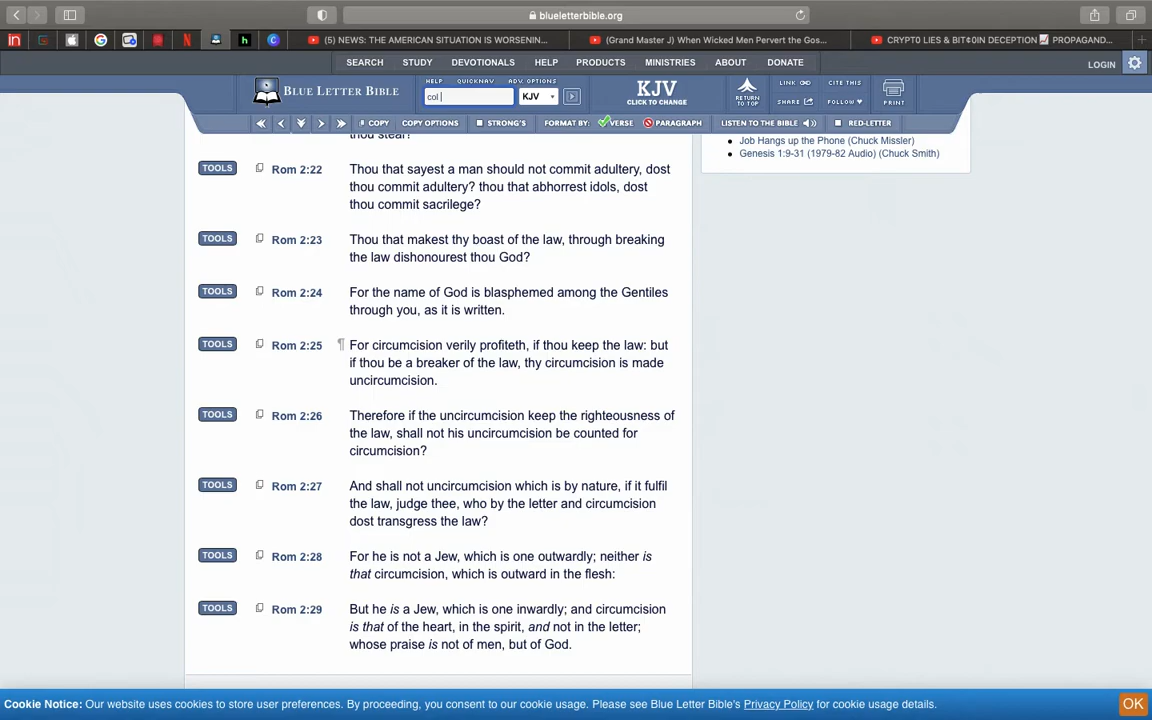 blueletterbible.org
(5) NEWS: THE AMERICAN SITUATION IS WORSENIN...
(Grand Master J) When Wicked Men Pervert the Gos...
CRYPT0 LIES & BIT¢0IN DECEPTION📈 PROPAGAND...
SEARCH STUDY DEVOTIONALS HELP PRODUCTS MINISTRIES ABOUT DONATE
LOGIN
HELP QUICKNAV ADV. OPTIONS
BLUE LETTER BIBLE
col
KJV
KJV
CLICK TO CHANGE
RETURN
TO TOP
LINK
CITE THIS
SHARE
FOLLOW
PRINT
COPY COPY OPTIONS STRONG'S FORMAT BY: VERSE PARAGRAPH LISTEN TO THE BIBLE RED-LETTER
thou steal?
Job Hangs up the Phone (Chuck Missler)
Genesis 1:9-31 (1979-82 Audio) (Chuck Smith)
TOOLS Rom 2:22 Thou that sayest a man should not commit adultery, dost
thou commit adultery? thou that abhorrest idols, dost
thou commit sacrilege?
TOOLS Rom 2:23 Thou that makest thy boast of the law, through breaking
the law dishonourest thou God?
TOOLS Rom 2:24 For the name of God is blasphemed among the Gentiles
through you, as it is written.
TOOLS Rom 2:25 ¶ For circumcision verily profiteth, if thou keep the law: but
if thou be a breaker of the law, thy circumcision is made
uncircumcision.
TOOLS Rom 2:26 Therefore if the uncircumcision keep the righteousness of
the law, shall not his uncircumcision be counted for
circumcision?
TOOLS Rom 2:27 And shall not uncircumcision which is by nature, if it fulfil
the law, judge thee, who by the letter and circumcision
dost transgress the law?
TOOLS Rom 2:28 For he is not a Jew, which is one outwardly; neither is
that circumcision, which is outward in the flesh:
TOOLS Rom 2:29 But he is a Jew, which is one inwardly; and circumcision
is that of the heart, in the spirit, and not in the letter;
whose praise is not of men, but of God.
Cookie Notice: Our website uses cookies to store user preferences. By proceeding, you consent to our cookie usage. Please see Blue Letter Bible's Privacy Policy for cookie usage details.
OK